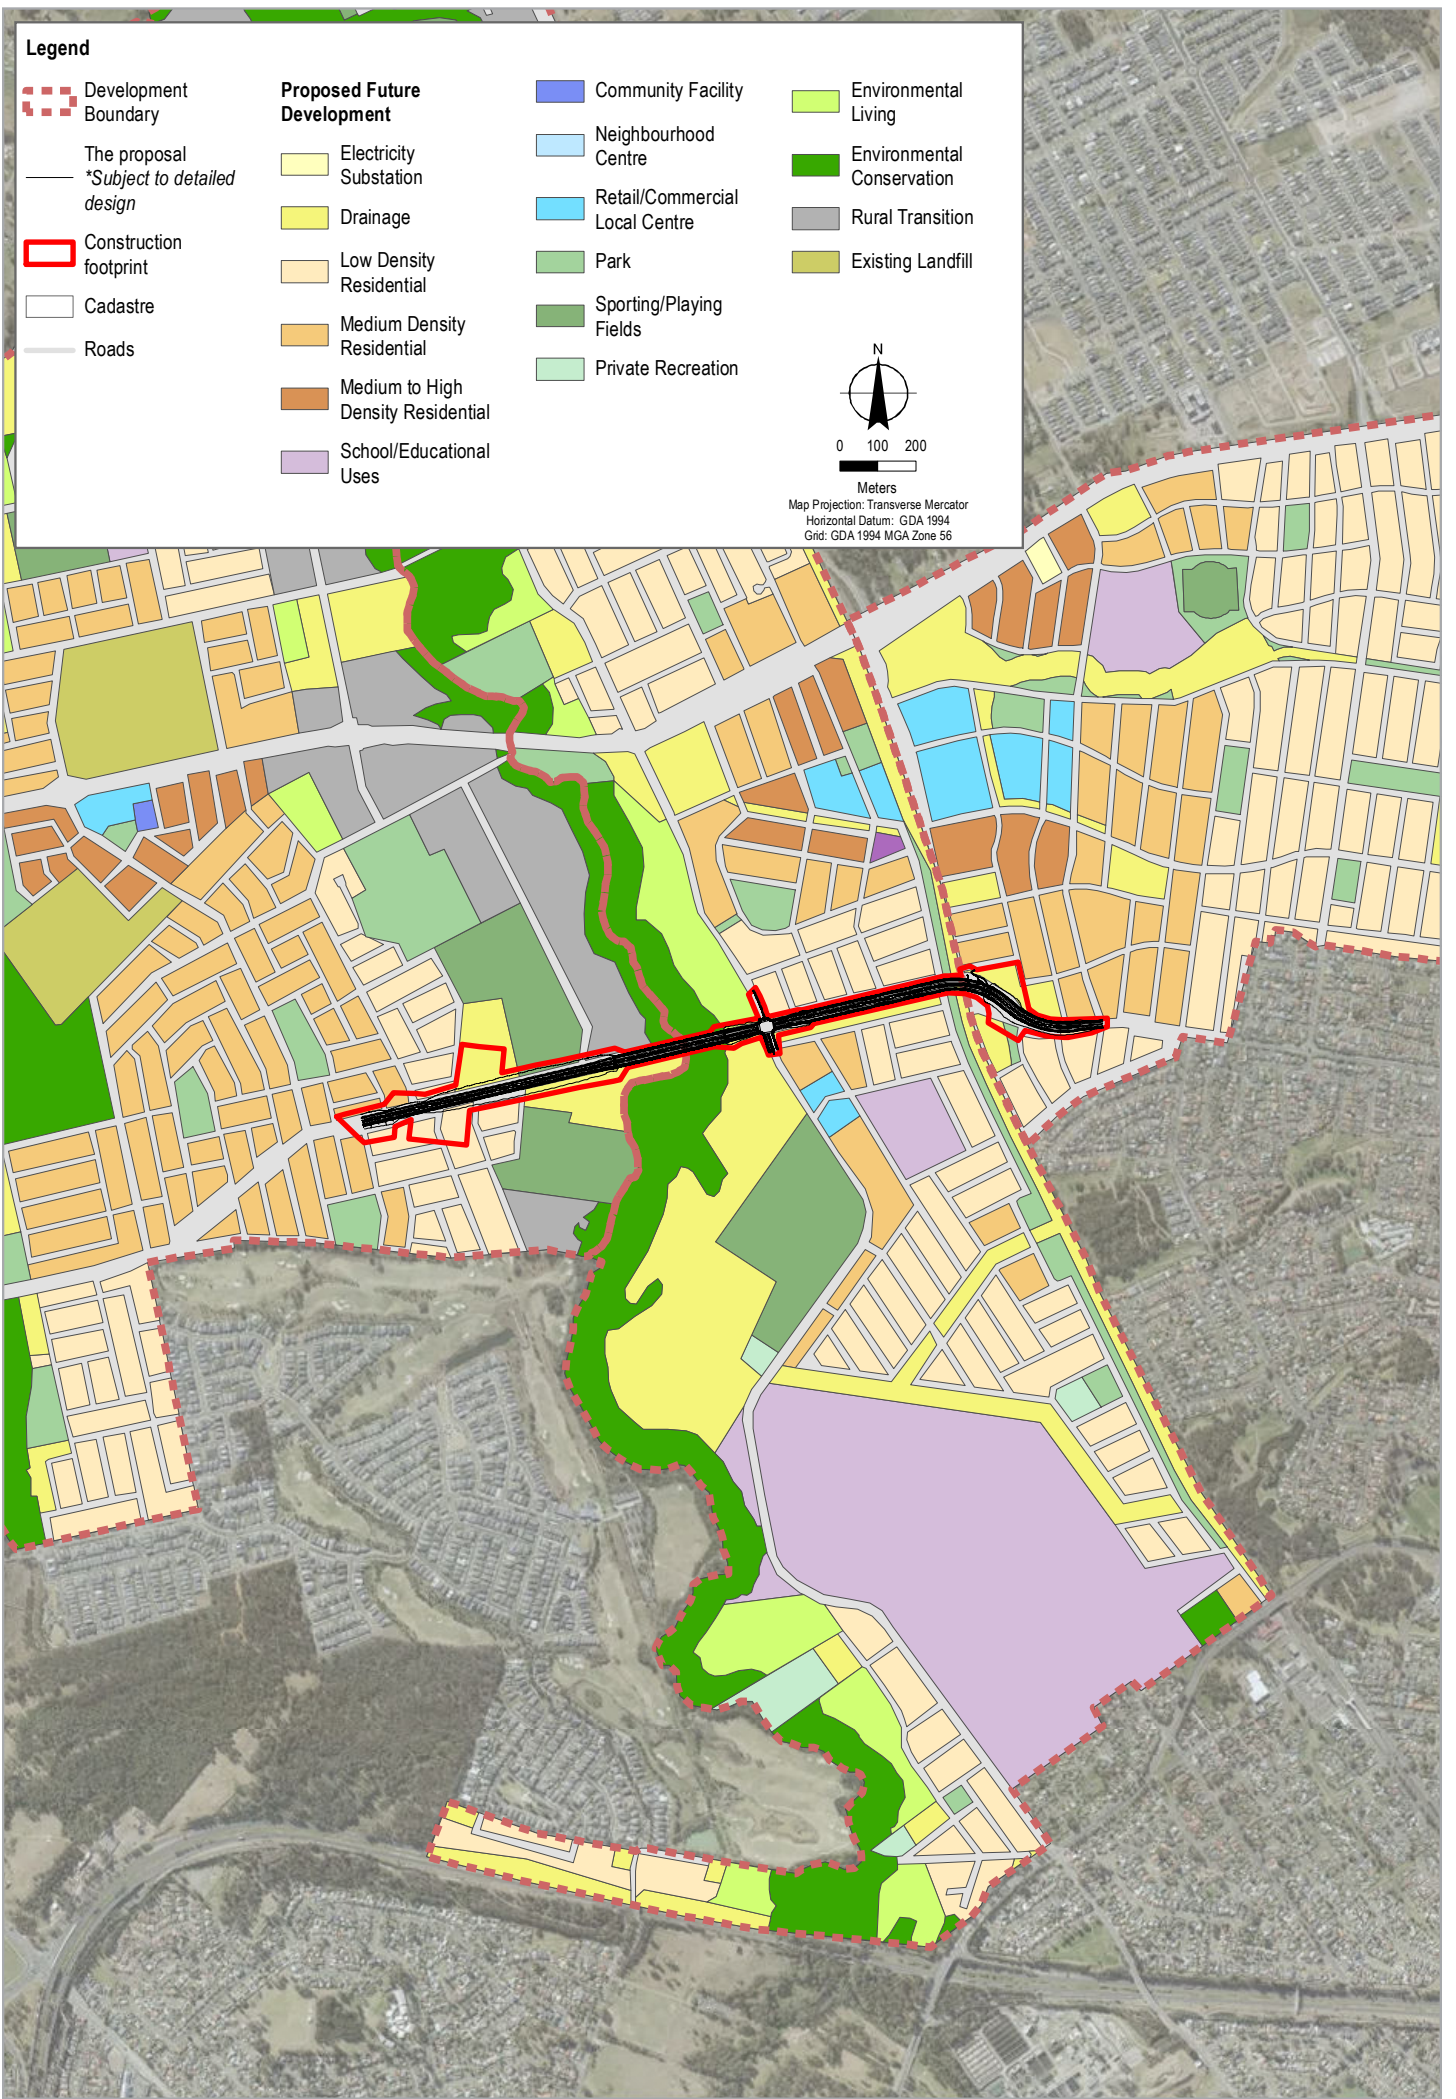 Legend
Development
Boundary
The proposal
*Subject to detailed
design
Construction
footprint
Cadastre
Roads
Proposed Future
Development
Electricity
Substation
Drainage
Low Density
Residential
Medium Density
Residential
Medium to High
Density Residential
School/Educational
Uses
Community Facility
Neighbourhood
Centre
Retail/Commercial
Local Centre
Park
Sporting/Playing
Fields
Private Recreation
Environmental
Living
Environmental
Conservation
Rural Transition
Existing Landfill
N
0 100 200
Meters
Map Projection: Transverse Mercator
Horizontal Datum: GDA 1994
Grid: GDA 1994 MGA Zone 56